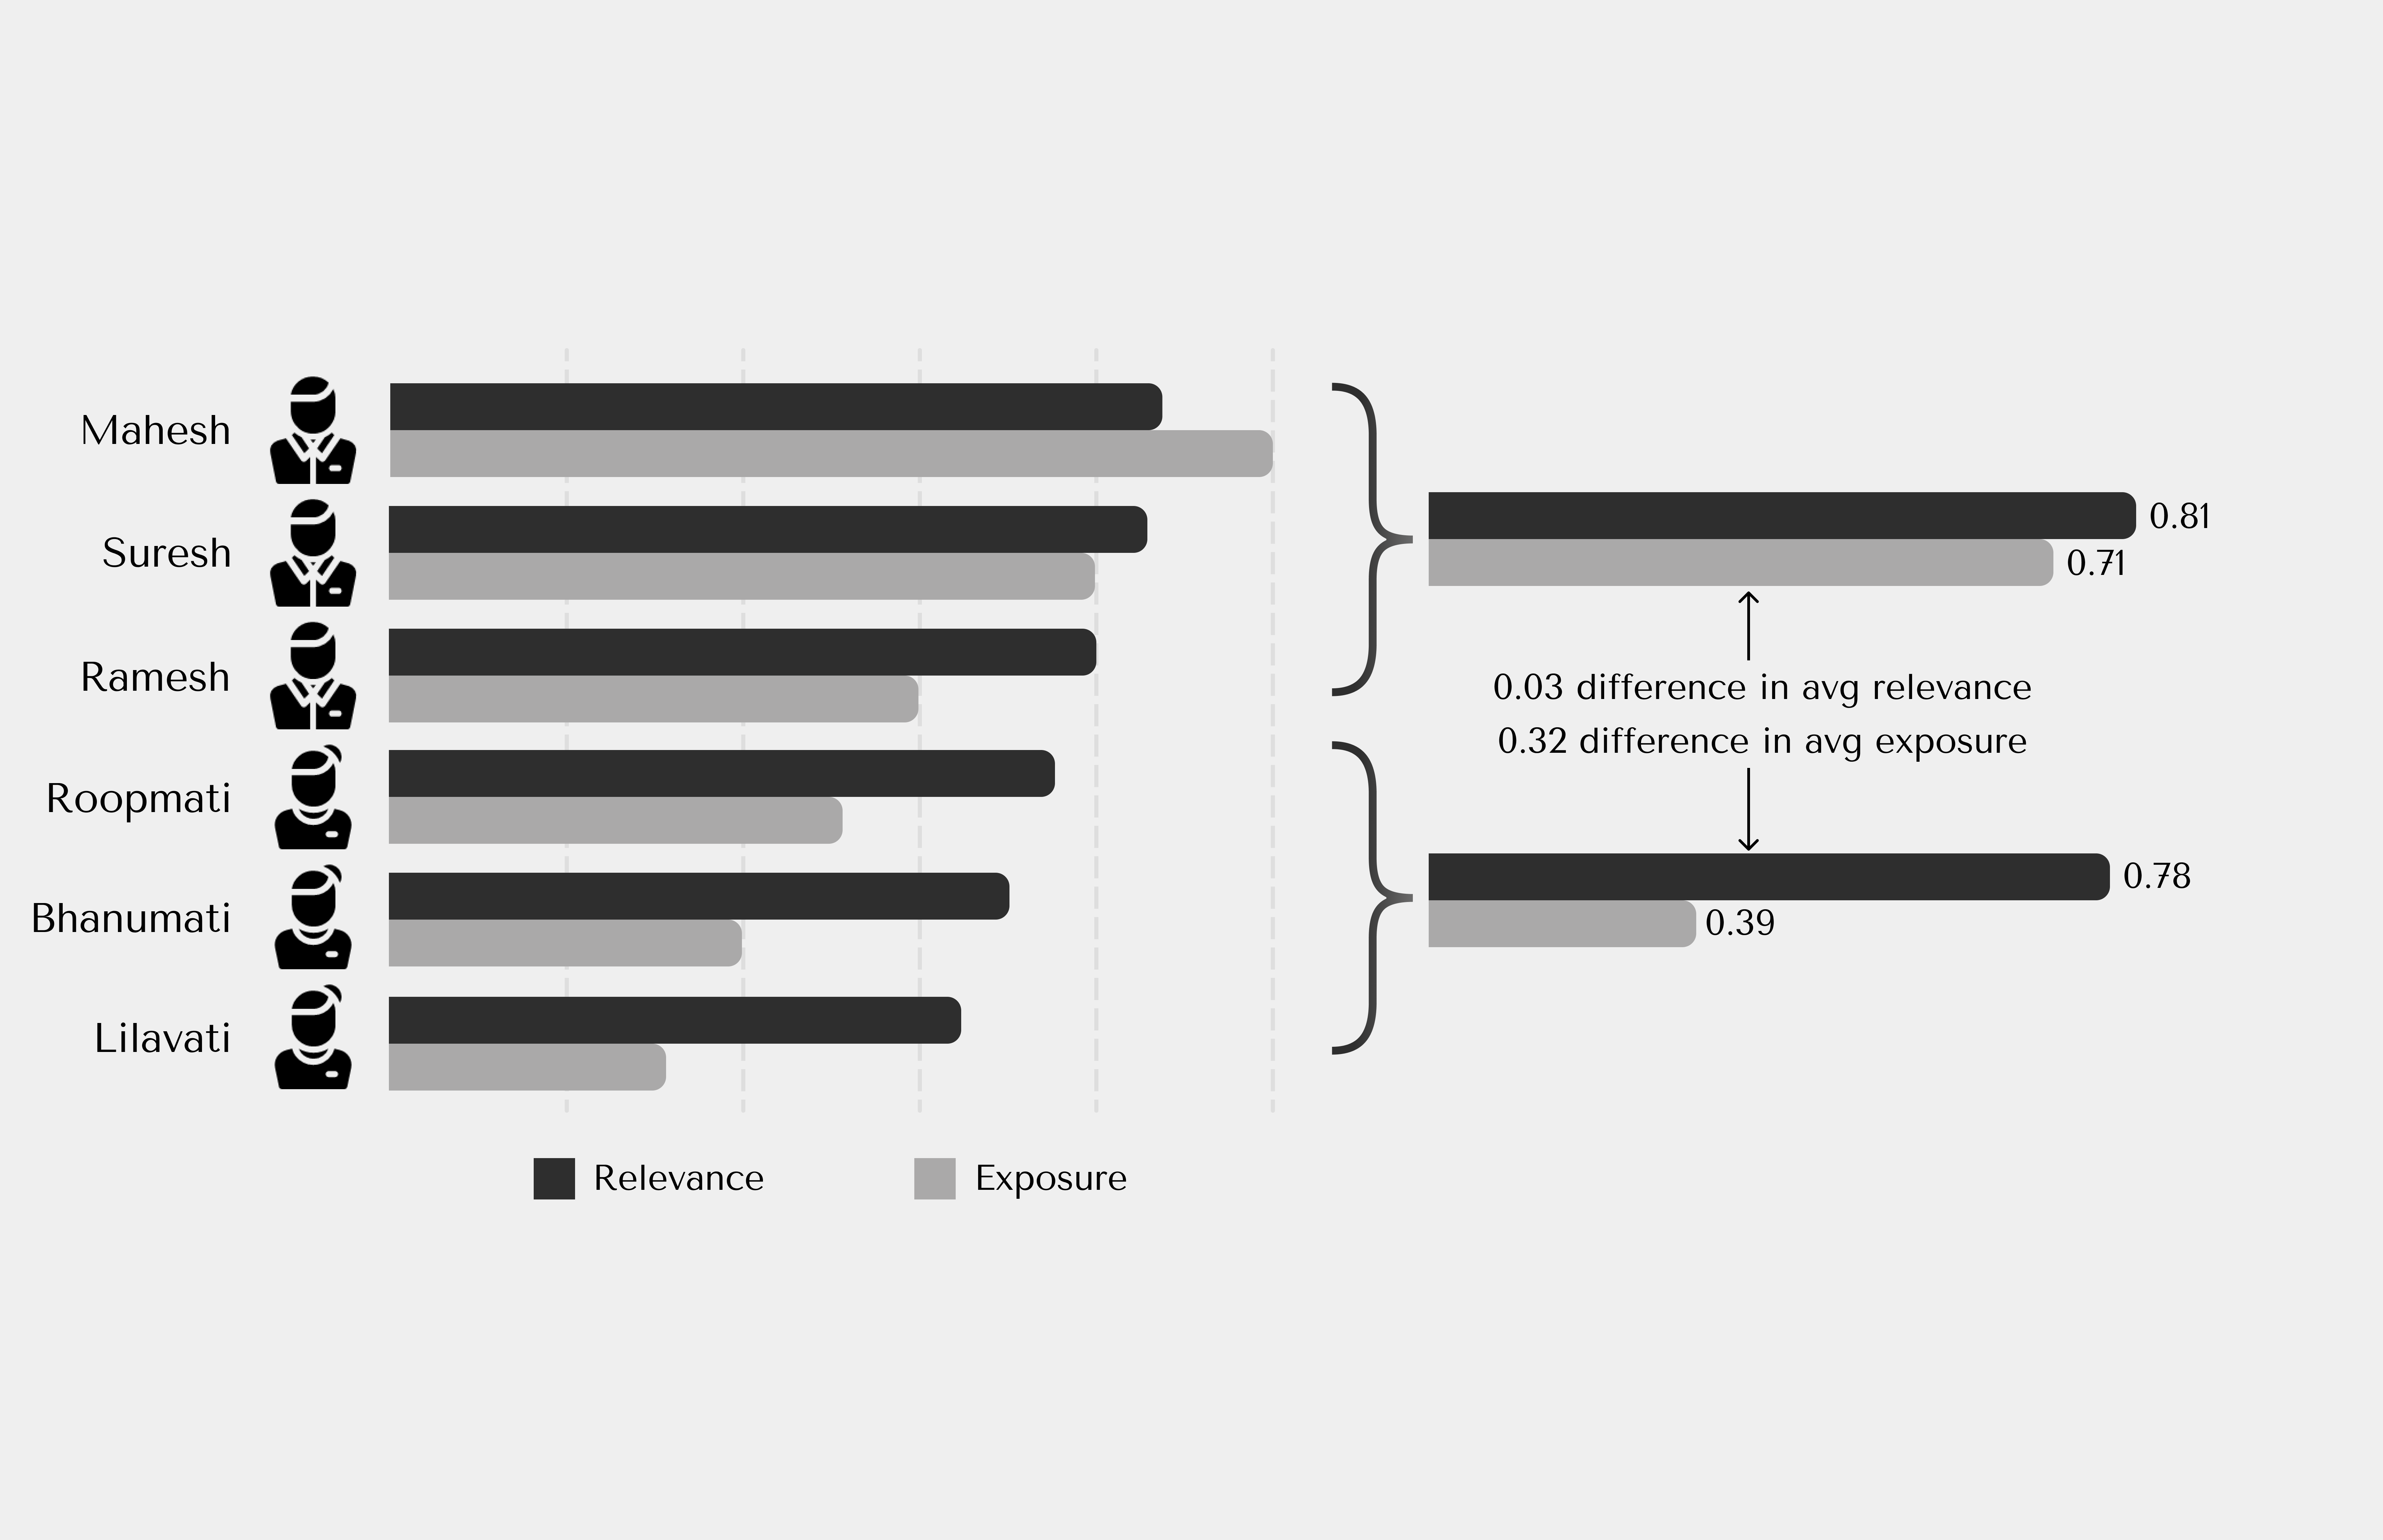 Mahesh
Suresh
Ramesh
Roopmati
Bhanumati
Lilavati
Relevance
Exposure
0.81
0.71
0.03 difference in avg relevance
0.32 difference in avg exposure
0.78
0.39